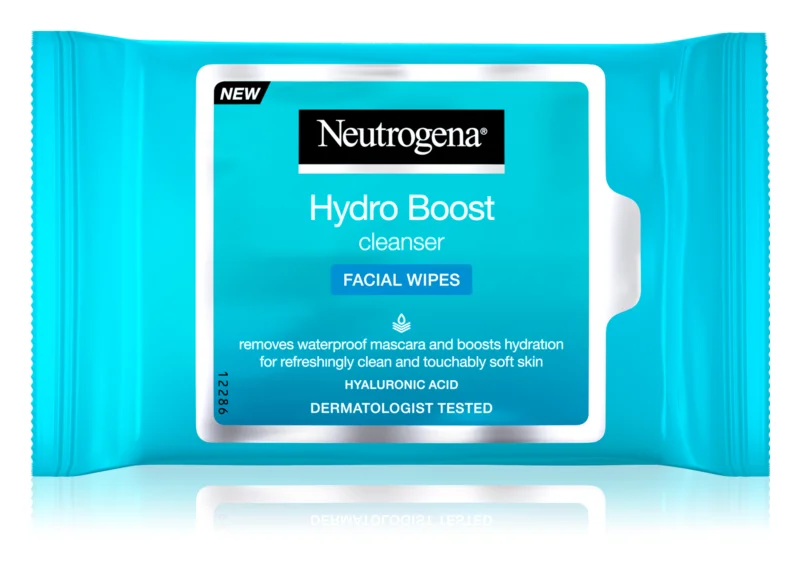 NEW
Neutrogena®
Hydro Boost
cleanser
FACIAL WIPES
removes waterproof mascara and boosts hydration
for refreshingly clean and touchably soft skin
HYALURONIC ACID
DERMATOLOGIST TESTED
12286